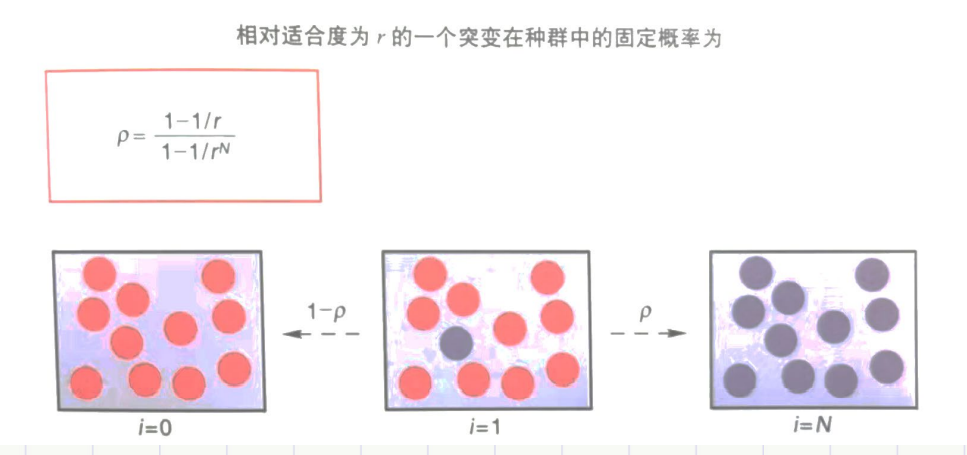 相对适合度为 r 的一个突变在种群中的固定概率为
ρ= (1−1/r)/(1−1/rᴺ)
1−ρ
ρ
i=0
i=1
i=N